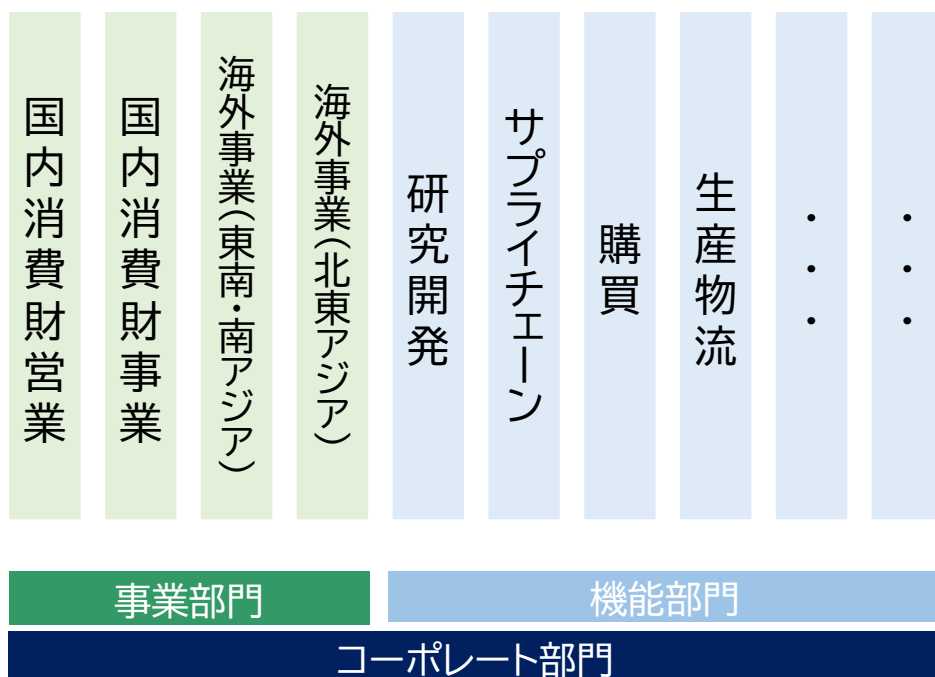 国内消費財営業
国内消費財事業
海外事業(東南・南アジア)
海外事業(北東アジア)
研究開発
サプライチェーン
購買
生産物流
・・・
・・・
事業部門
機能部門
コーポレート部門